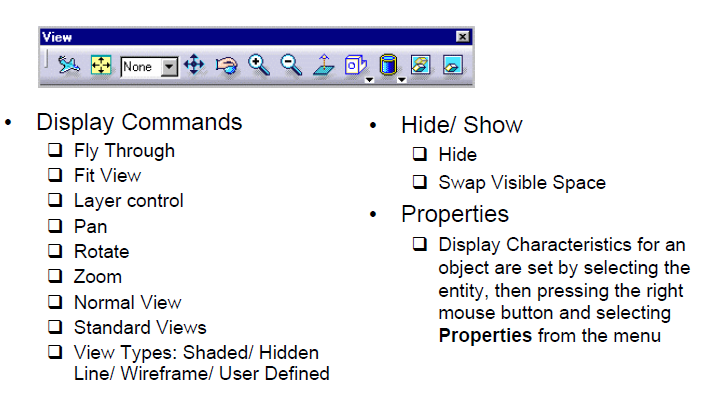 View
None
• Display Commands
❑ Fly Through
❑ Fit View
❑ Layer control
❑ Pan
❑ Rotate
❑ Zoom
❑ Normal View
❑ Standard Views
❑ View Types: Shaded/ Hidden
Line/ Wireframe/ User Defined
• Hide/ Show
❑ Hide
❑ Swap Visible Space
• Properties
❑ Display Characteristics for an
object are set by selecting the
entity, then pressing the right
mouse button and selecting
Properties from the menu